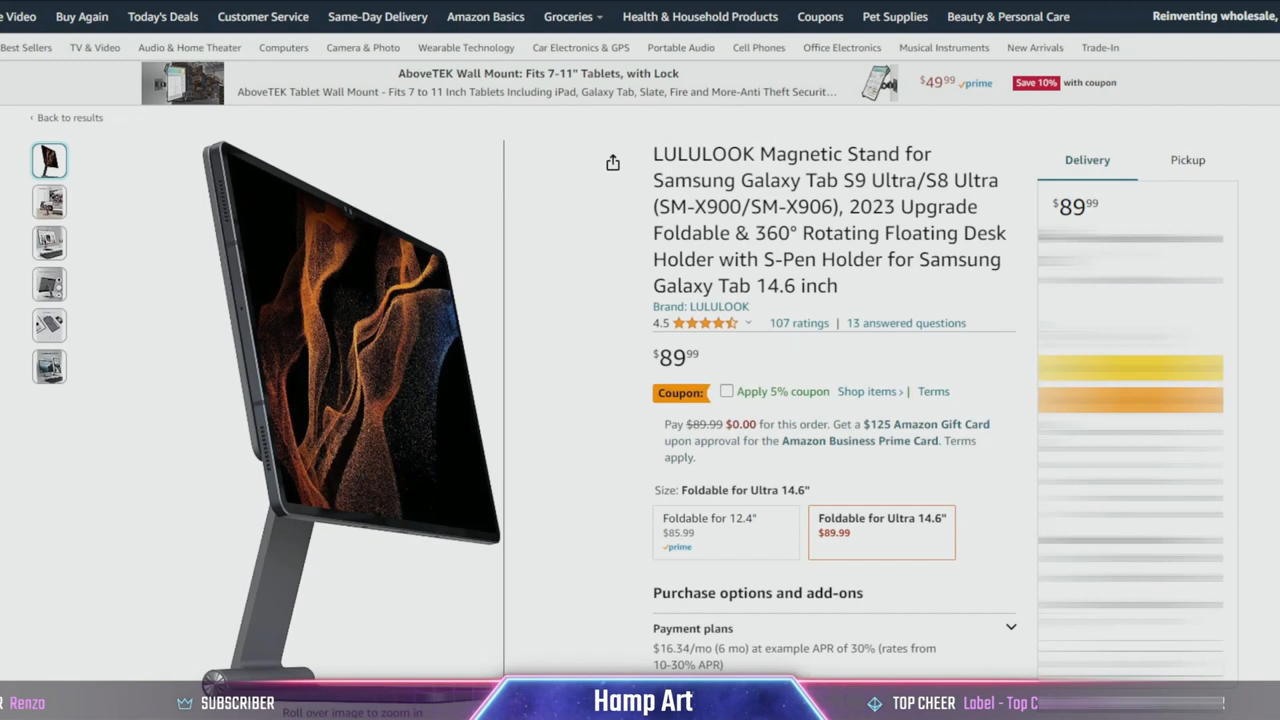 Video Buy Again Today's Deals Customer Service Same-Day Delivery Amazon Basics Groceries Health & Household Products Coupons Pet Supplies Beauty & Personal Care Reinventing wholesale,
Best Sellers TV & Video Audio & Home Theater Computers Camera & Photo Wearable Technology Car Electronics & GPS Portable Audio Cell Phones Office Electronics Musical Instruments New Arrivals Trade-In
AboveTEK Wall Mount: Fits 7-11" Tablets, with Lock
AboveTEK Tablet Wall Mount - Fits 7 to 11 Inch Tablets Including iPad, Galaxy Tab, Slate, Fire and More-Anti Theft Securit...
$49.99 prime Save 10% with coupon
‹ Back to results
LULULOOK Magnetic Stand for
Samsung Galaxy Tab S9 Ultra/S8 Ultra
(SM-X900/SM-X906), 2023 Upgrade
Foldable & 360° Rotating Floating Desk
Holder with S-Pen Holder for Samsung
Galaxy Tab 14.6 inch
Brand: LULULOOK
4.5 107 ratings | 13 answered questions
$89.99
Coupon: Apply 5% coupon Shop items › | Terms
Pay $89.99 $0.00 for this order. Get a $125 Amazon Gift Card
upon approval for the Amazon Business Prime Card. Terms
apply.
Size: Foldable for Ultra 14.6"
Foldable for 12.4"
$85.99
prime
Foldable for Ultra 14.6"
$89.99
Purchase options and add-ons
Payment plans
$16.34/mo (6 mo) at example APR of 30% (rates from
10-30% APR)
Delivery Pickup
$89.99
Roll over image to zoom in
R Renzo SUBSCRIBER Hamp Art TOP CHEER Label - Top C